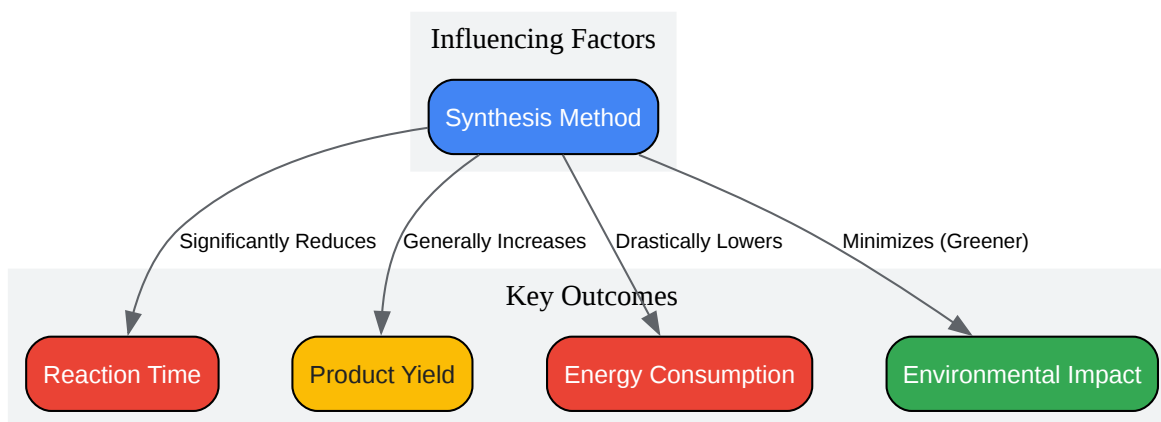 Influencing Factors
Synthesis Method
Significantly Reduces
Generally Increases
Drastically Lowers
Minimizes (Greener)
Key Outcomes
Reaction Time
Product Yield
Energy Consumption
Environmental Impact